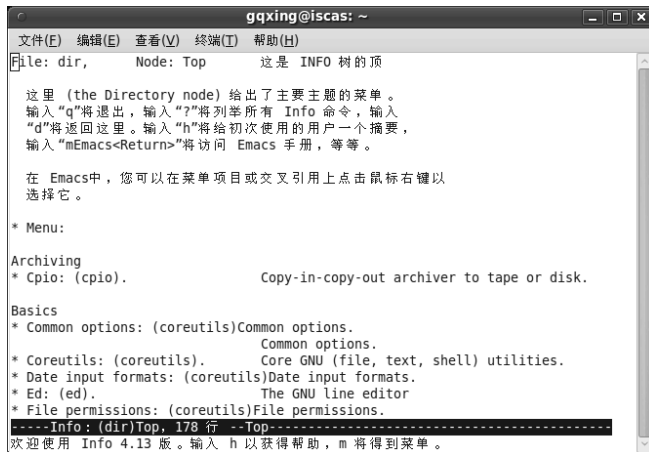 gqxing@iscas: ~
文件(F) 编辑(E) 查看(V) 终端(T) 帮助(H)
File: dir, Node: Top 这是 INFO 树的顶
这里 (the Directory node) 给出了主要主题的菜单。
输入“q”将退出，输入“?”将列举所有 Info 命令，输入
“d”将返回这里。输入“h”将给初次使用的用户一个摘要，
输入“mEmacs<Return>”将访问 Emacs 手册，等等。
在 Emacs中，您可以在菜单项目或交叉引用上点击鼠标右键以
选择它。
* Menu:
Archiving
* Cpio: (cpio). Copy-in-copy-out archiver to tape or disk.
Basics
* Common options: (coreutils)Common options.
Common options.
* Coreutils: (coreutils). Core GNU (file, text, shell) utilities.
* Date input formats: (coreutils)Date input formats.
* Ed: (ed). The GNU line editor
* File permissions: (coreutils)File permissions.
-----Info：(dir)Top，178 行 --Top-------------------------------------------
欢迎使用 Info 4.13 版。输入 h 以获得帮助，m 将得到菜单。